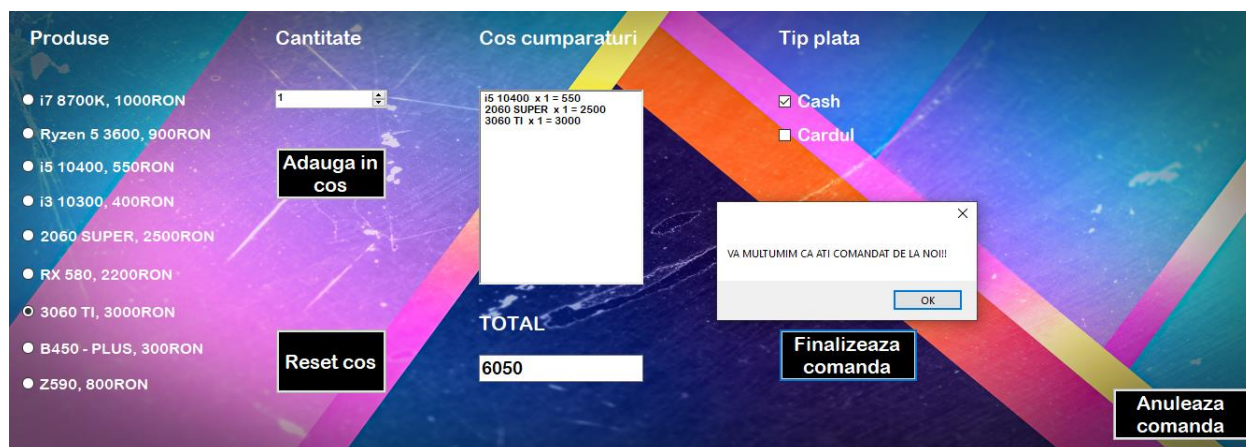 Produse
i7 8700K, 1000RON
Ryzen 5 3600, 900RON
i5 10400, 550RON
i3 10300, 400RON
2060 SUPER, 2500RON
RX 580, 2200RON
3060 TI, 3000RON
B450 - PLUS, 300RON
Z590, 800RON
Cantitate
1
Adauga in
cos
Reset cos
Cos cumparaturi
i5 10400 x 1 = 550
2060 SUPER x 1 = 2500
3060 TI x 1 = 3000
TOTAL
6050
Tip plata
Cash
Cardul
VA MULTUMIM CA ATI COMANDAT DE LA NOI!!
OK
Finalizeaza
comanda
Anuleaza
comanda